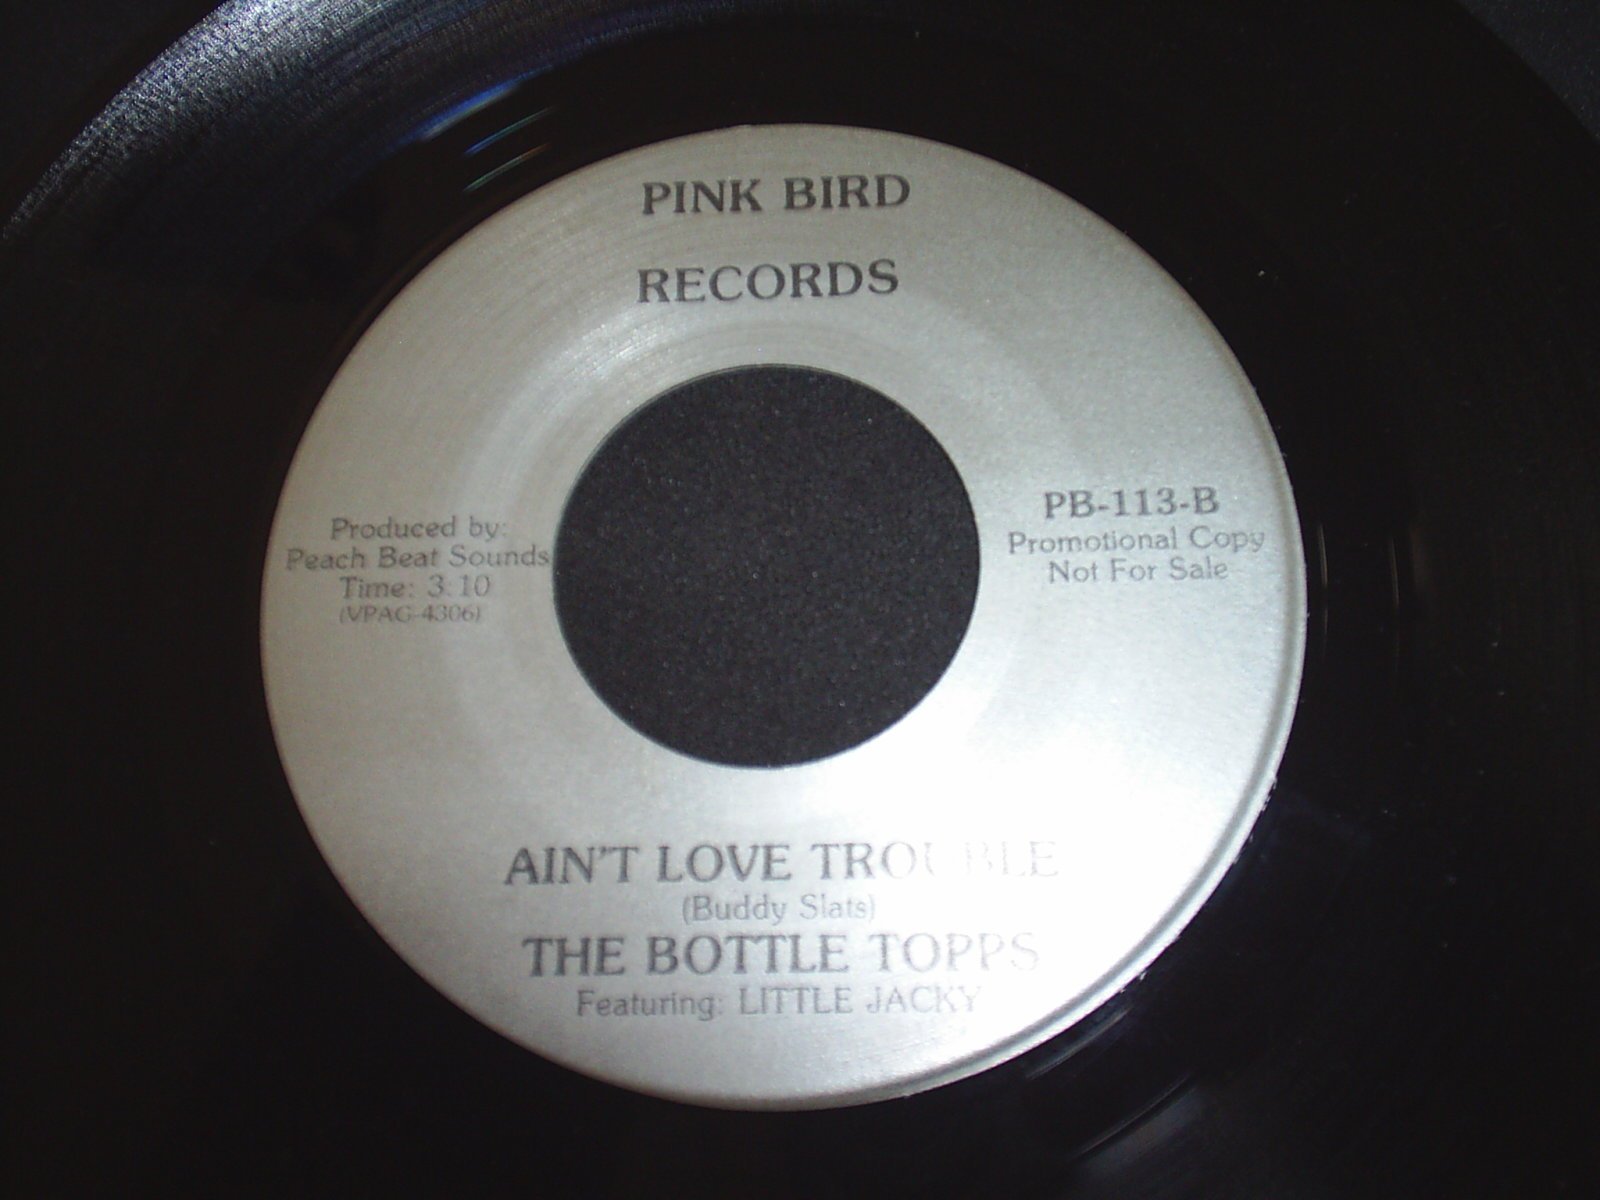 PINK BIRD
RECORDS
Produced by:
Peach Beat Sounds
Time: 3:10
(VPAG-4306)
PB-113-B
Promotional Copy
Not For Sale
AIN'T LOVE TROUBLE
(Buddy Slats)
THE BOTTLE TOPPS
Featuring: LITTLE JACKY